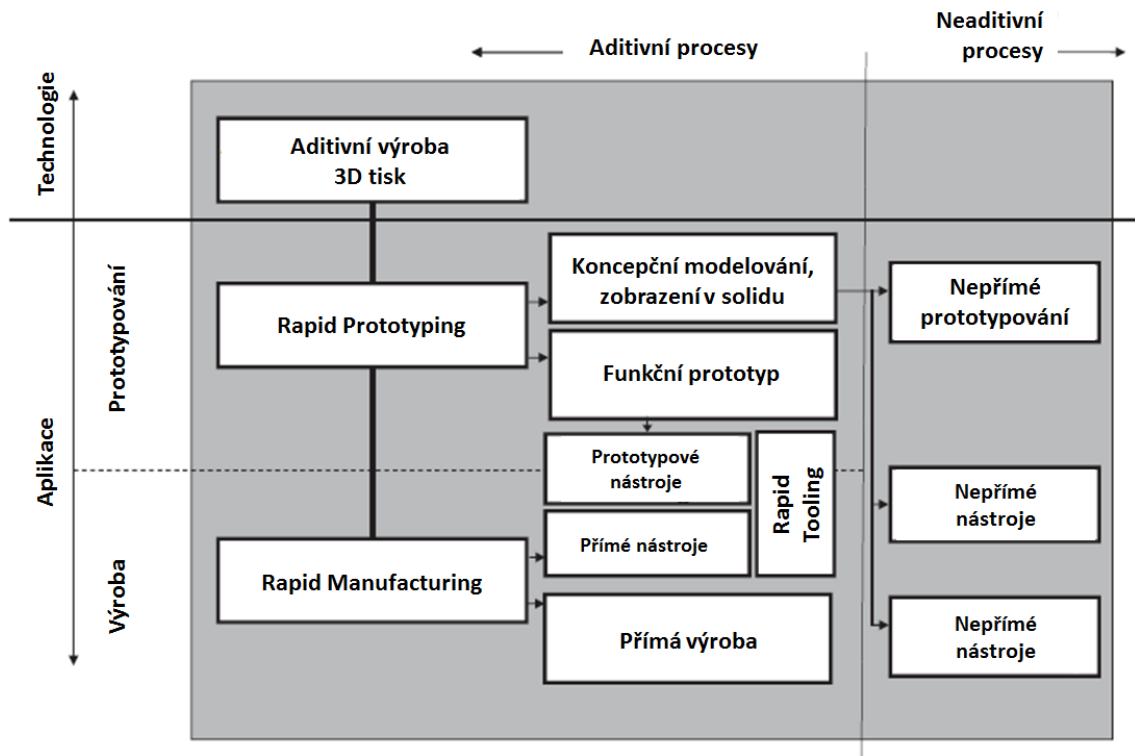 Neaditivní
procesy
Aditivní procesy
Technologie
Aditivní výroba
3D tisk
Prototypování
Koncepční modelování,
zobrazení v solidu
Nepřímé
prototypování
Rapid Prototyping
Funkční prototyp
Aplikace
Prototypové
nástroje
Rapid
Tooling
Nepřímé
nástroje
Přímé nástroje
Výroba
Rapid Manufacturing
Přímá výroba
Nepřímé
nástroje